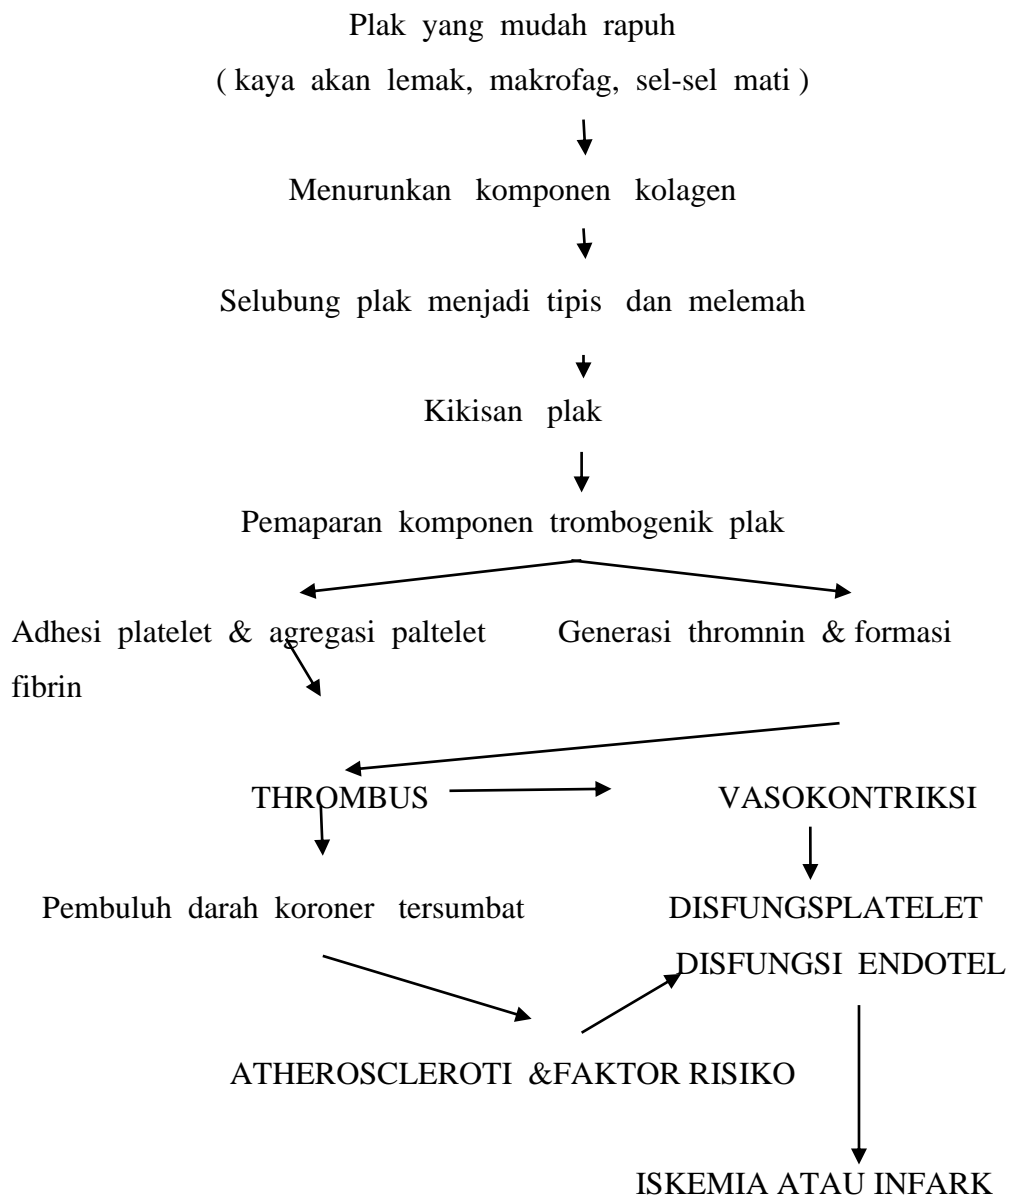 Plak yang mudah rapuh
( kaya akan lemak, makrofag, sel-sel mati )
Menurunkan komponen kolagen
Selubung plak menjadi tipis dan melemah
Kikisan plak
Pemaparan komponen trombogenik plak
Adhesi platelet & agregasi paltelet Generasi thromnin & formasi
fibrin
THROMBUS VASOKONTRIKSI
Pembuluh darah koroner tersumbat DISFUNGSPLATELET
DISFUNGSI ENDOTEL
ATHEROSCLEROTI &FAKTOR RISIKO
ISKEMIA ATAU INFARK